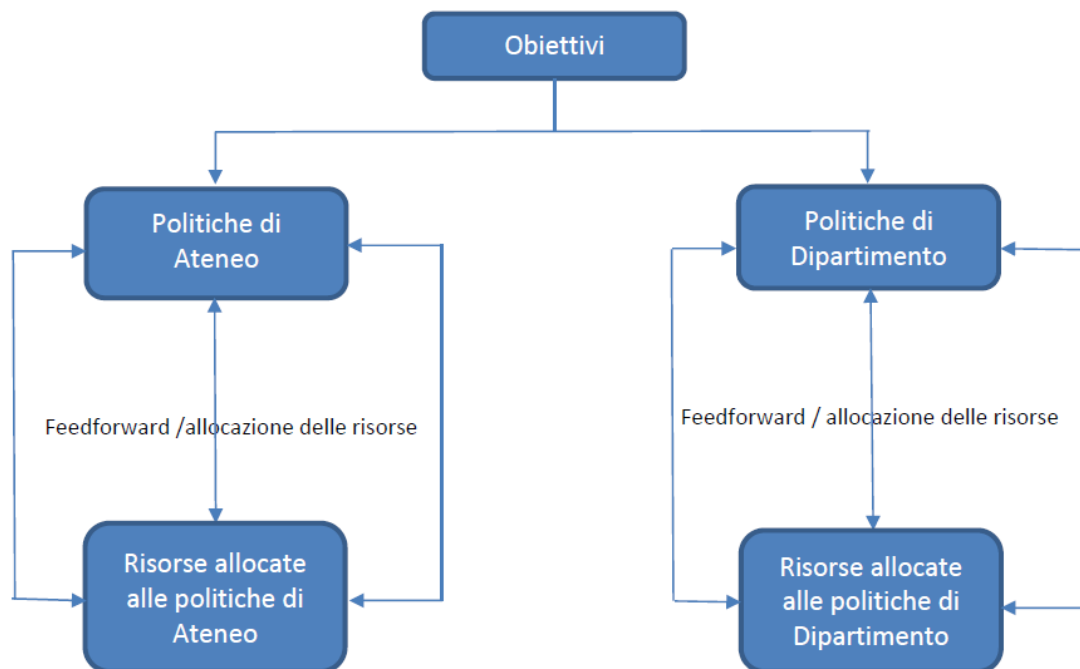 Obiettivi
Politiche di
Ateneo
Politiche di
Dipartimento
Feedforward /allocazione delle risorse
Feedforward / allocazione delle risorse
Risorse allocate
alle politiche di
Ateneo
Risorse allocate
alle politiche di
Dipartimento